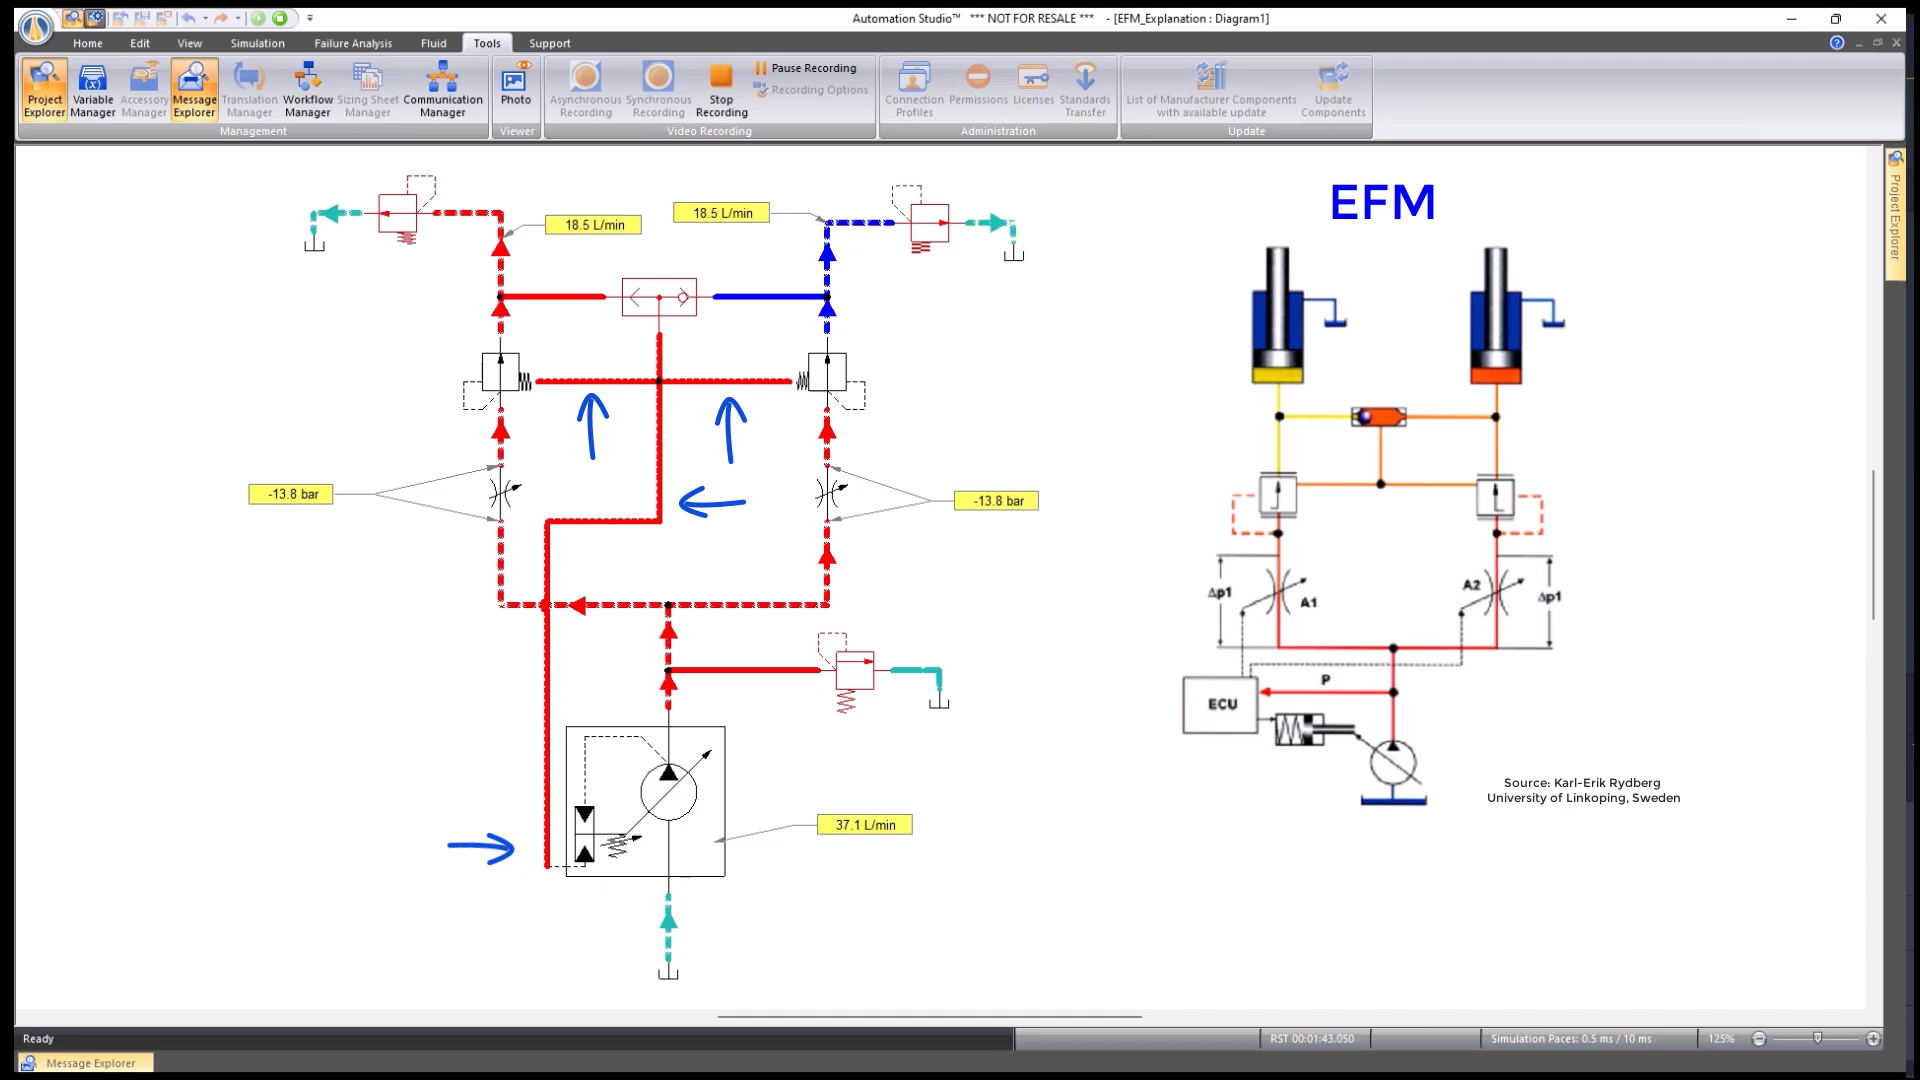 Automation Studio™ *** NOT FOR RESALE *** - [EFM_Explanation : Diagram1]
Home Edit View Simulation Failure Analysis Fluid Tools Support
Project Explorer
Variable Manager
Accessory Manager
Message Explorer
Translation Manager
Workflow Manager
Sizing Sheet Manager
Communication Manager
Management
Photo
Viewer
Asynchronous Recording
Synchronous Recording
Stop Recording
Pause Recording
Recording Options
Video Recording
Connection Profiles
Permissions
Licenses
Standards Transfer
Administration
List of Manufacturer Components with available update
Update Components
Update
Project Explorer
18.5 L/min
18.5 L/min
-13.8 bar
-13.8 bar
37.1 L/min
EFM
Δp1
A1
A2
Δp1
P
ECU
Source: Karl-Erik Rydberg
University of Linkoping, Sweden
Ready
RST 00:01:43.050
Simulation Paces: 0.5 ms / 10 ms
125%
Message Explorer